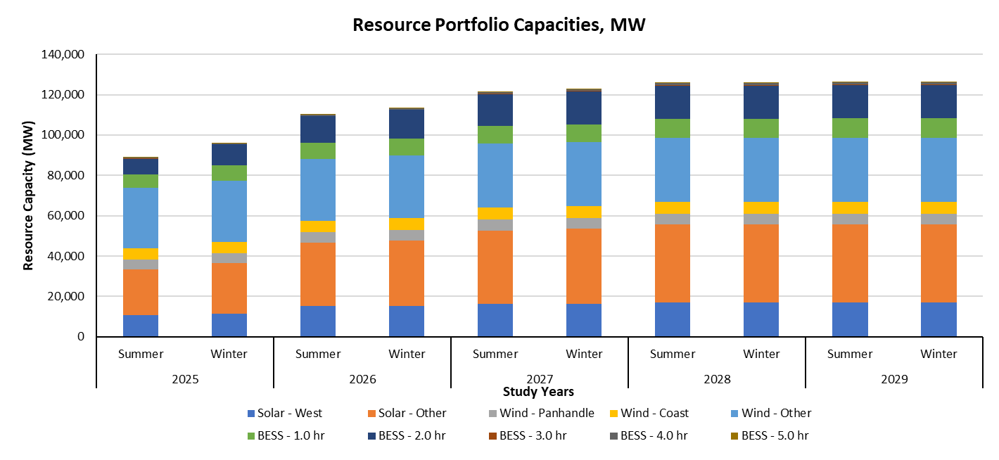 Resource Portfolio Capacities, MW
140,000
120,000
100,000
80,000
60,000
40,000
20,000
0
Resource Capacity (MW)
Summer Winter Summer Winter Summer Winter Summer Winter Summer Winter
2025 2026 2027 2028 2029
Study Years
Solar - West Solar - Other Wind - Panhandle Wind - Coast Wind - Other
BESS - 1.0 hr BESS - 2.0 hr BESS - 3.0 hr BESS - 4.0 hr BESS - 5.0 hr